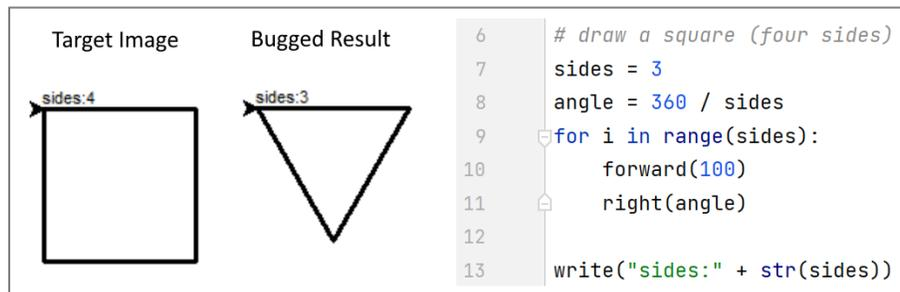 Target Image
Bugged Result
sides:4
sides:3
6 # draw a square (four sides)
7 sides = 3
8 angle = 360 / sides
9 for i in range(sides):
10     forward(100)
11     right(angle)
12
13 write("sides:" + str(sides))